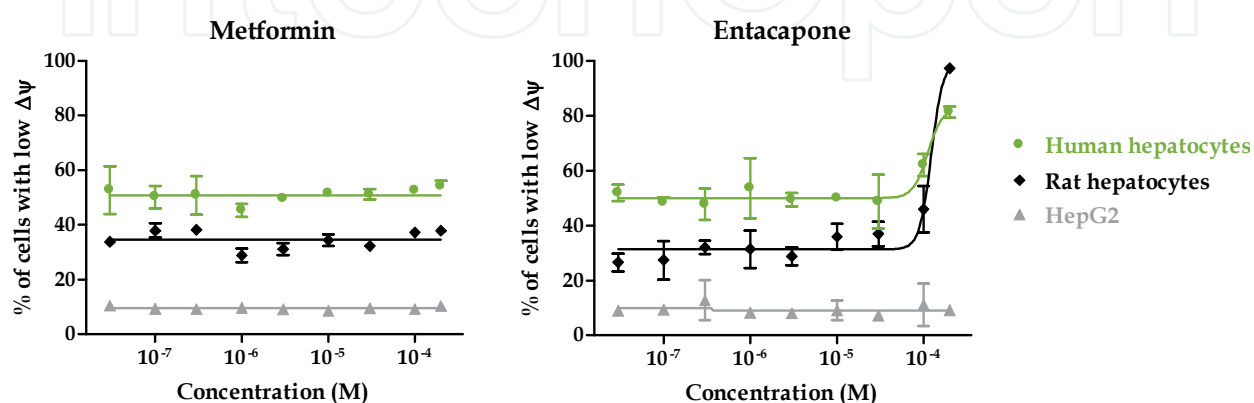 Metformin
% of cells with low Δψ
100
80
60
40
20
0
10⁻⁷
10⁻⁶
10⁻⁵
10⁻⁴
Concentration (M)
Entacapone
% of cells with low Δψ
100
80
60
40
20
0
10⁻⁷
10⁻⁶
10⁻⁵
10⁻⁴
Concentration (M)
Human hepatocytes
Rat hepatocytes
HepG2